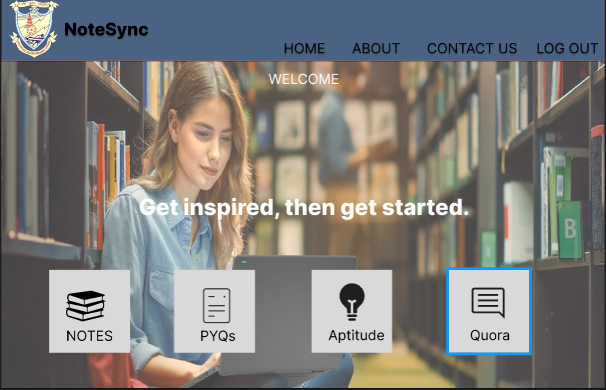 NoteSync
HOME ABOUT CONTACT US LOG OUT
WELCOME
Get inspired, then get started.
B
NOTES PYQs Aptitude Quora